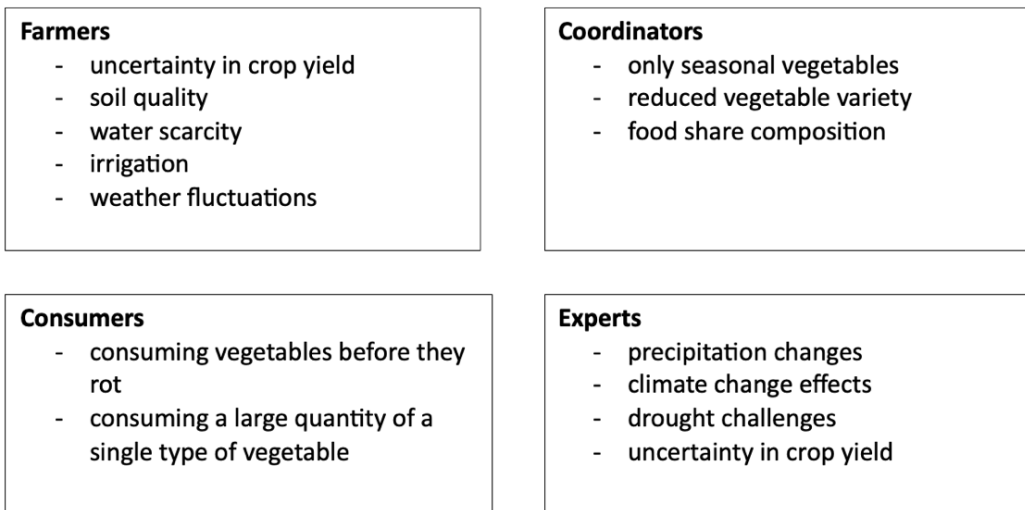 Farmers
- uncertainty in crop yield
- soil quality
- water scarcity
- irrigation
- weather fluctuations
Coordinators
- only seasonal vegetables
- reduced vegetable variety
- food share composition
Consumers
- consuming vegetables before they
rot
- consuming a large quantity of a
single type of vegetable
Experts
- precipitation changes
- climate change effects
- drought challenges
- uncertainty in crop yield